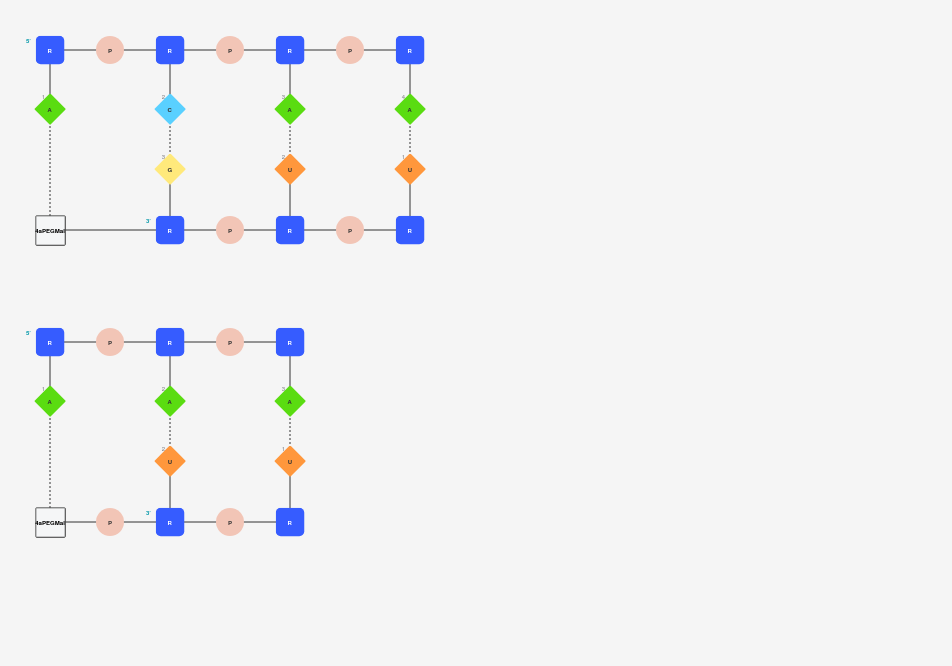 5' R P R P R P R
1 A 2 C 3 A 4 A
3 G 2 U 1 U
4aPEGMal 3' R P R P R
5' R P R P R
1 A 2 A 3 A
2 U 1 U
4aPEGMal P 3' R P R